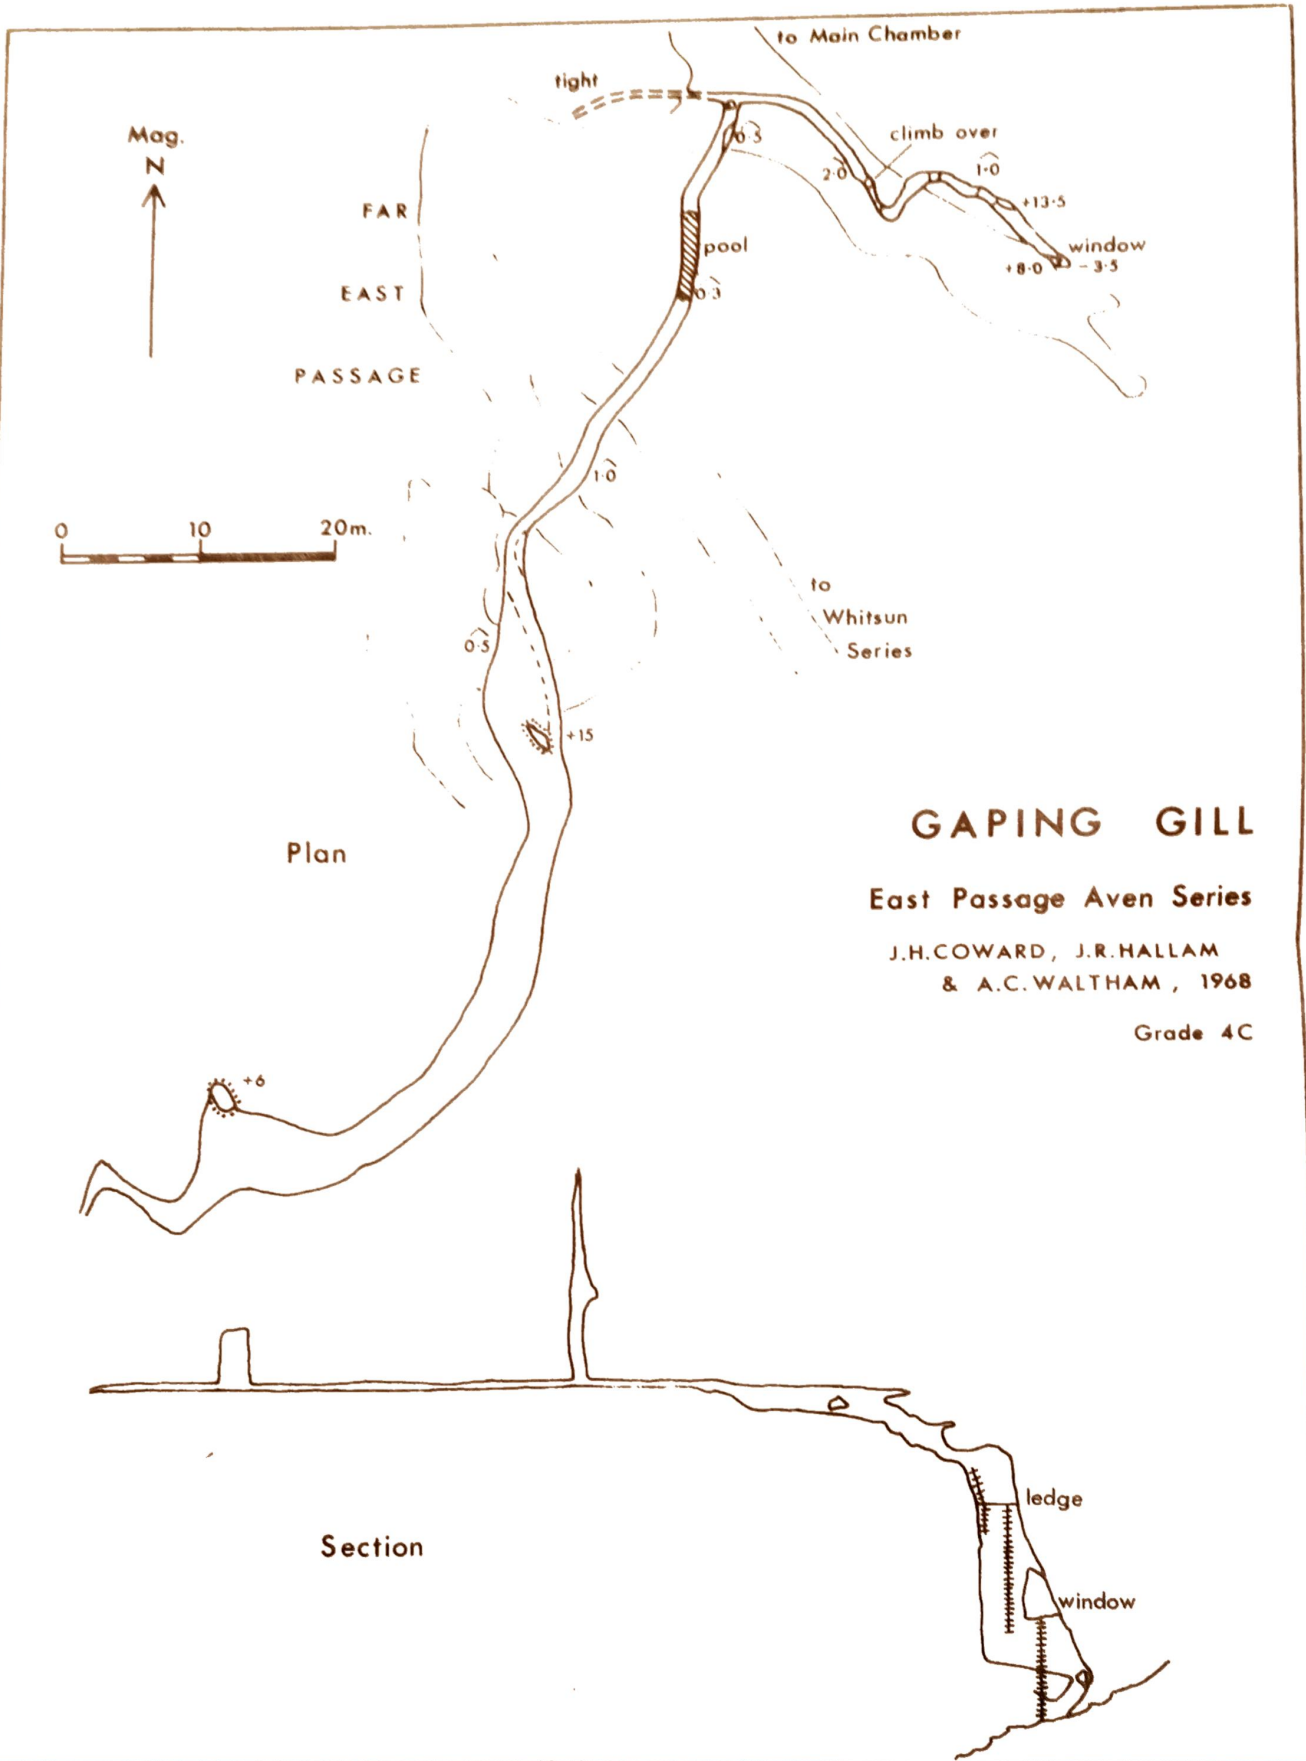 to Main Chamber
tight
Mag.
N
0.3
climb over
2.0
1.0
+13.5
FAR
pool
window
+8.0
-3.5
EAST
0.3
PASSAGE
1.0
0 10 20m.
to
Whitsun
Series
0.5
+15
GAPING GILL
Plan
East Passage Aven Series
J.H.COWARD, J.R.HALLAM
& A.C.WALTHAM, 1968
Grade 4C
+6
ledge
Section
window